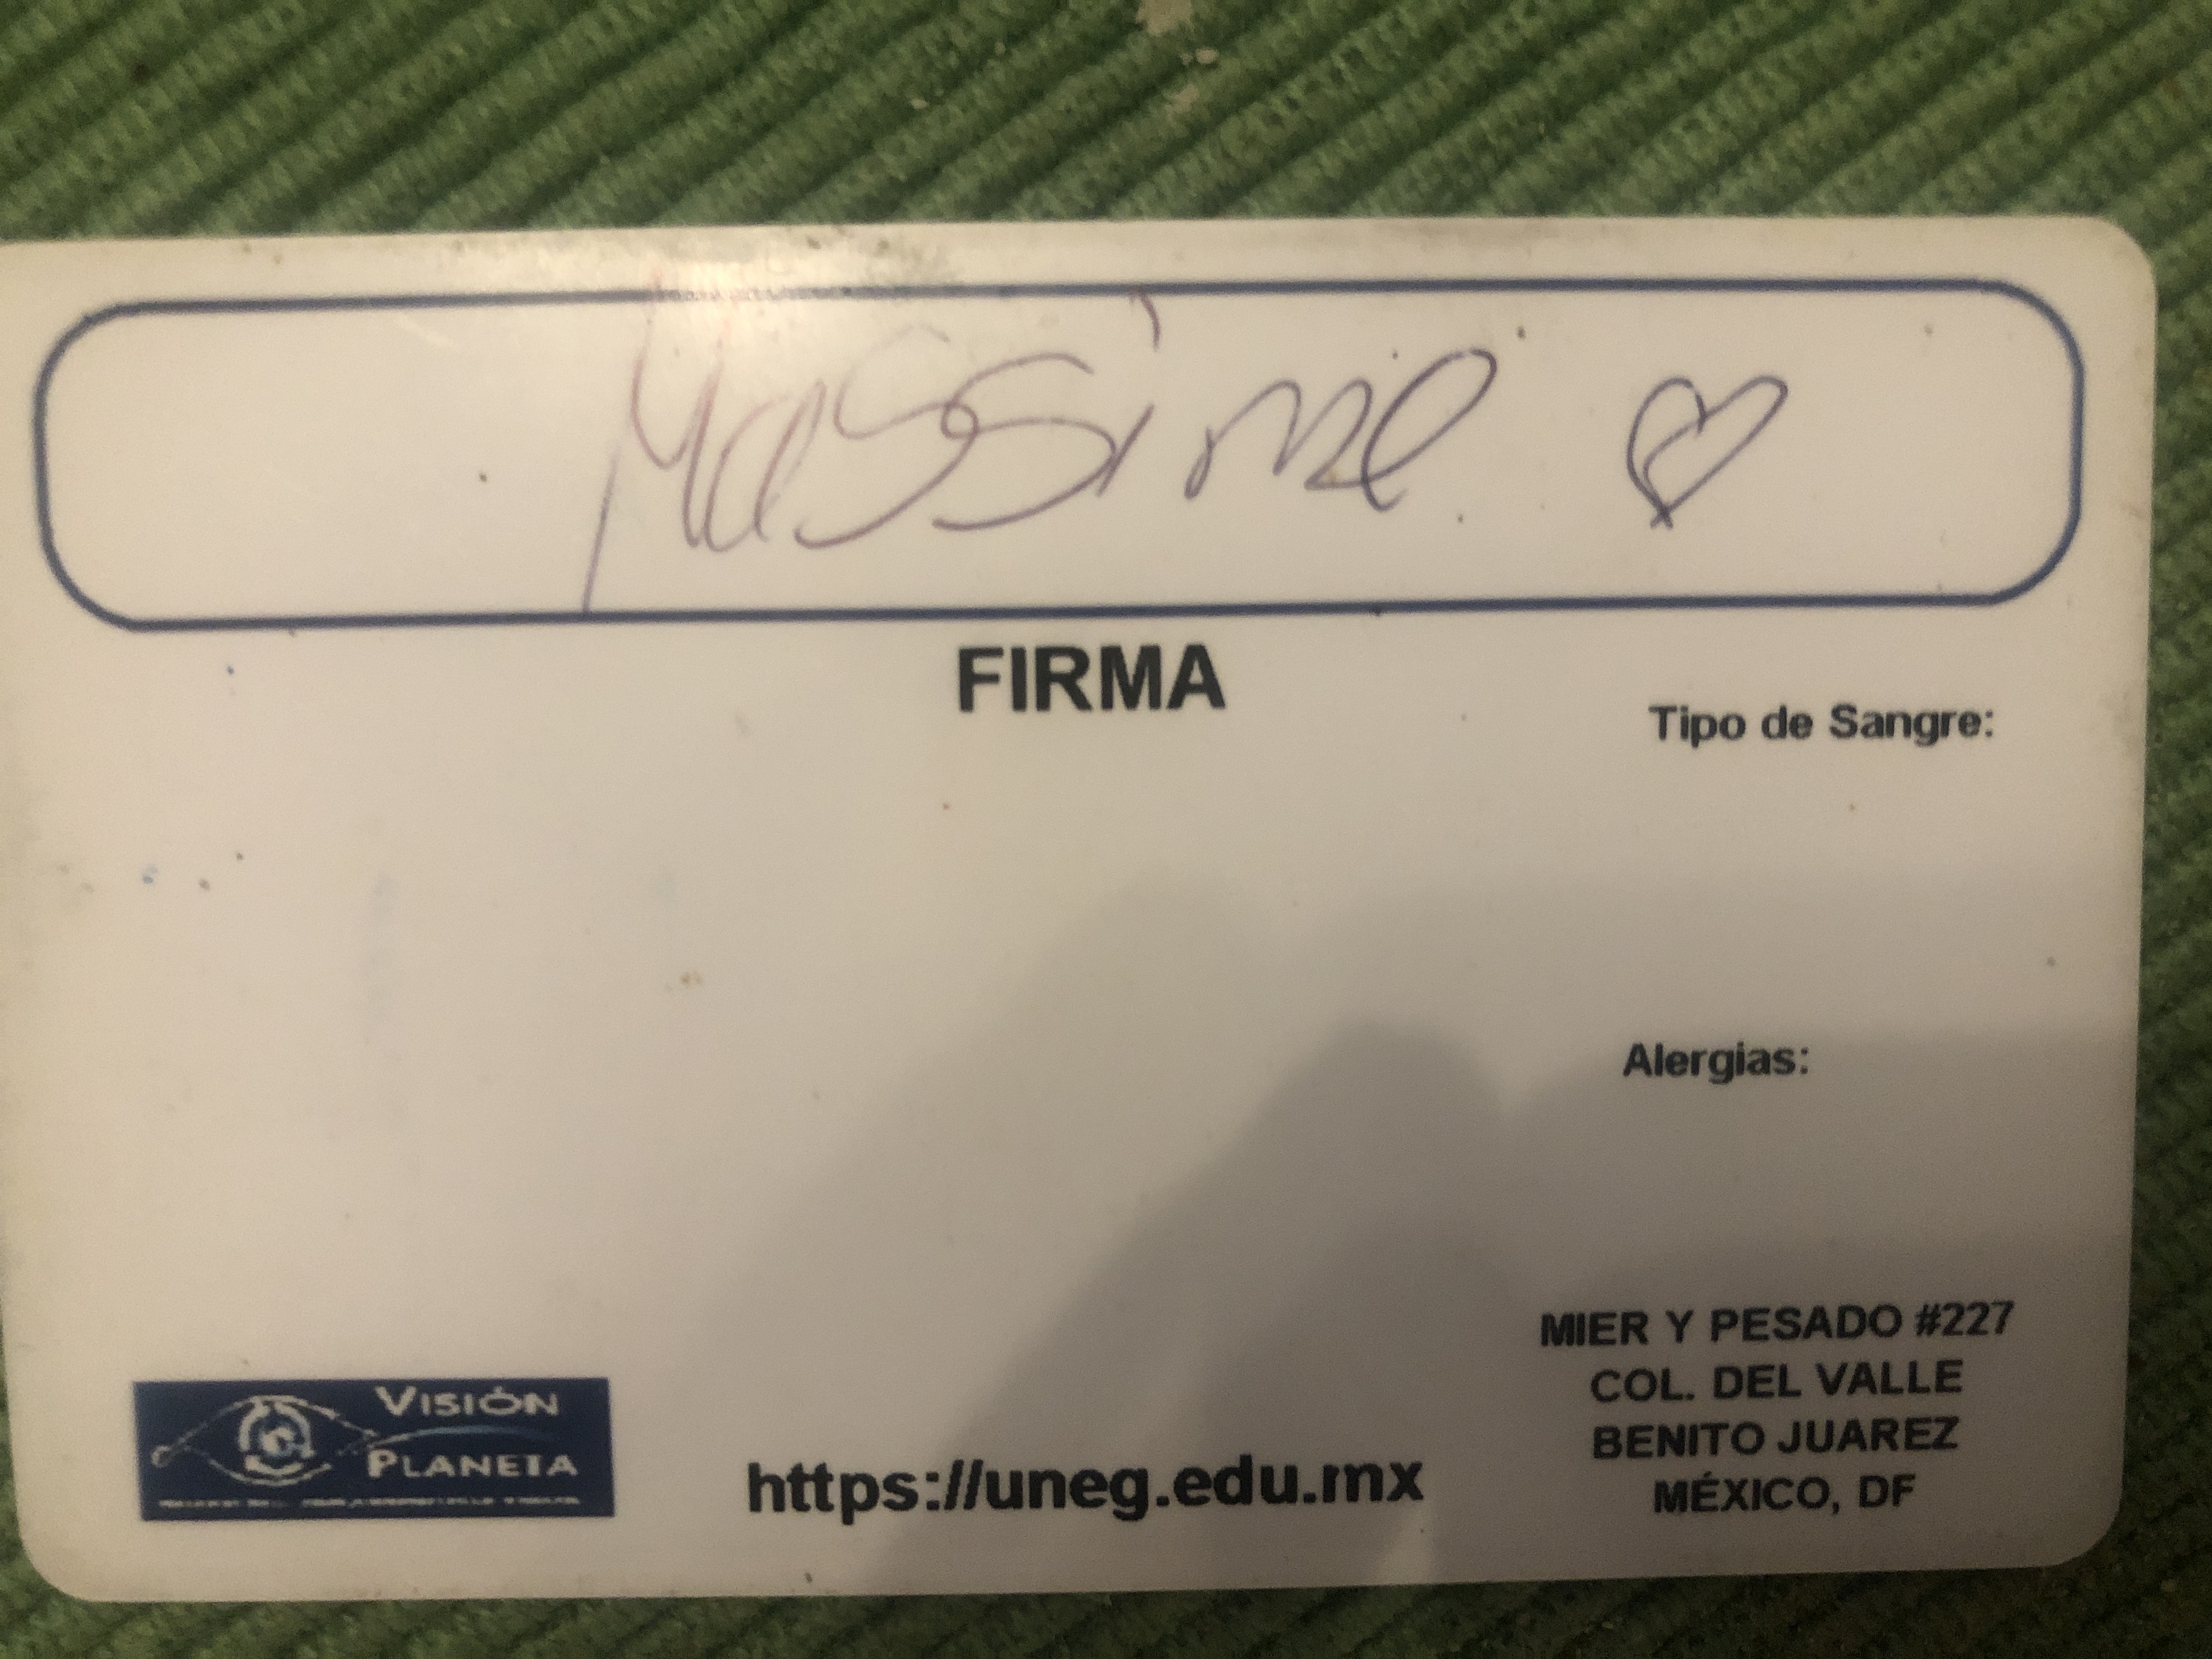 Massimo
FIRMA
Tipo de Sangre:
Alergias:
MIER Y PESADO #227
COL. DEL VALLE
BENITO JUAREZ
MÉXICO, DF
https://uneg.edu.mx
VISIÓN
PLANETA